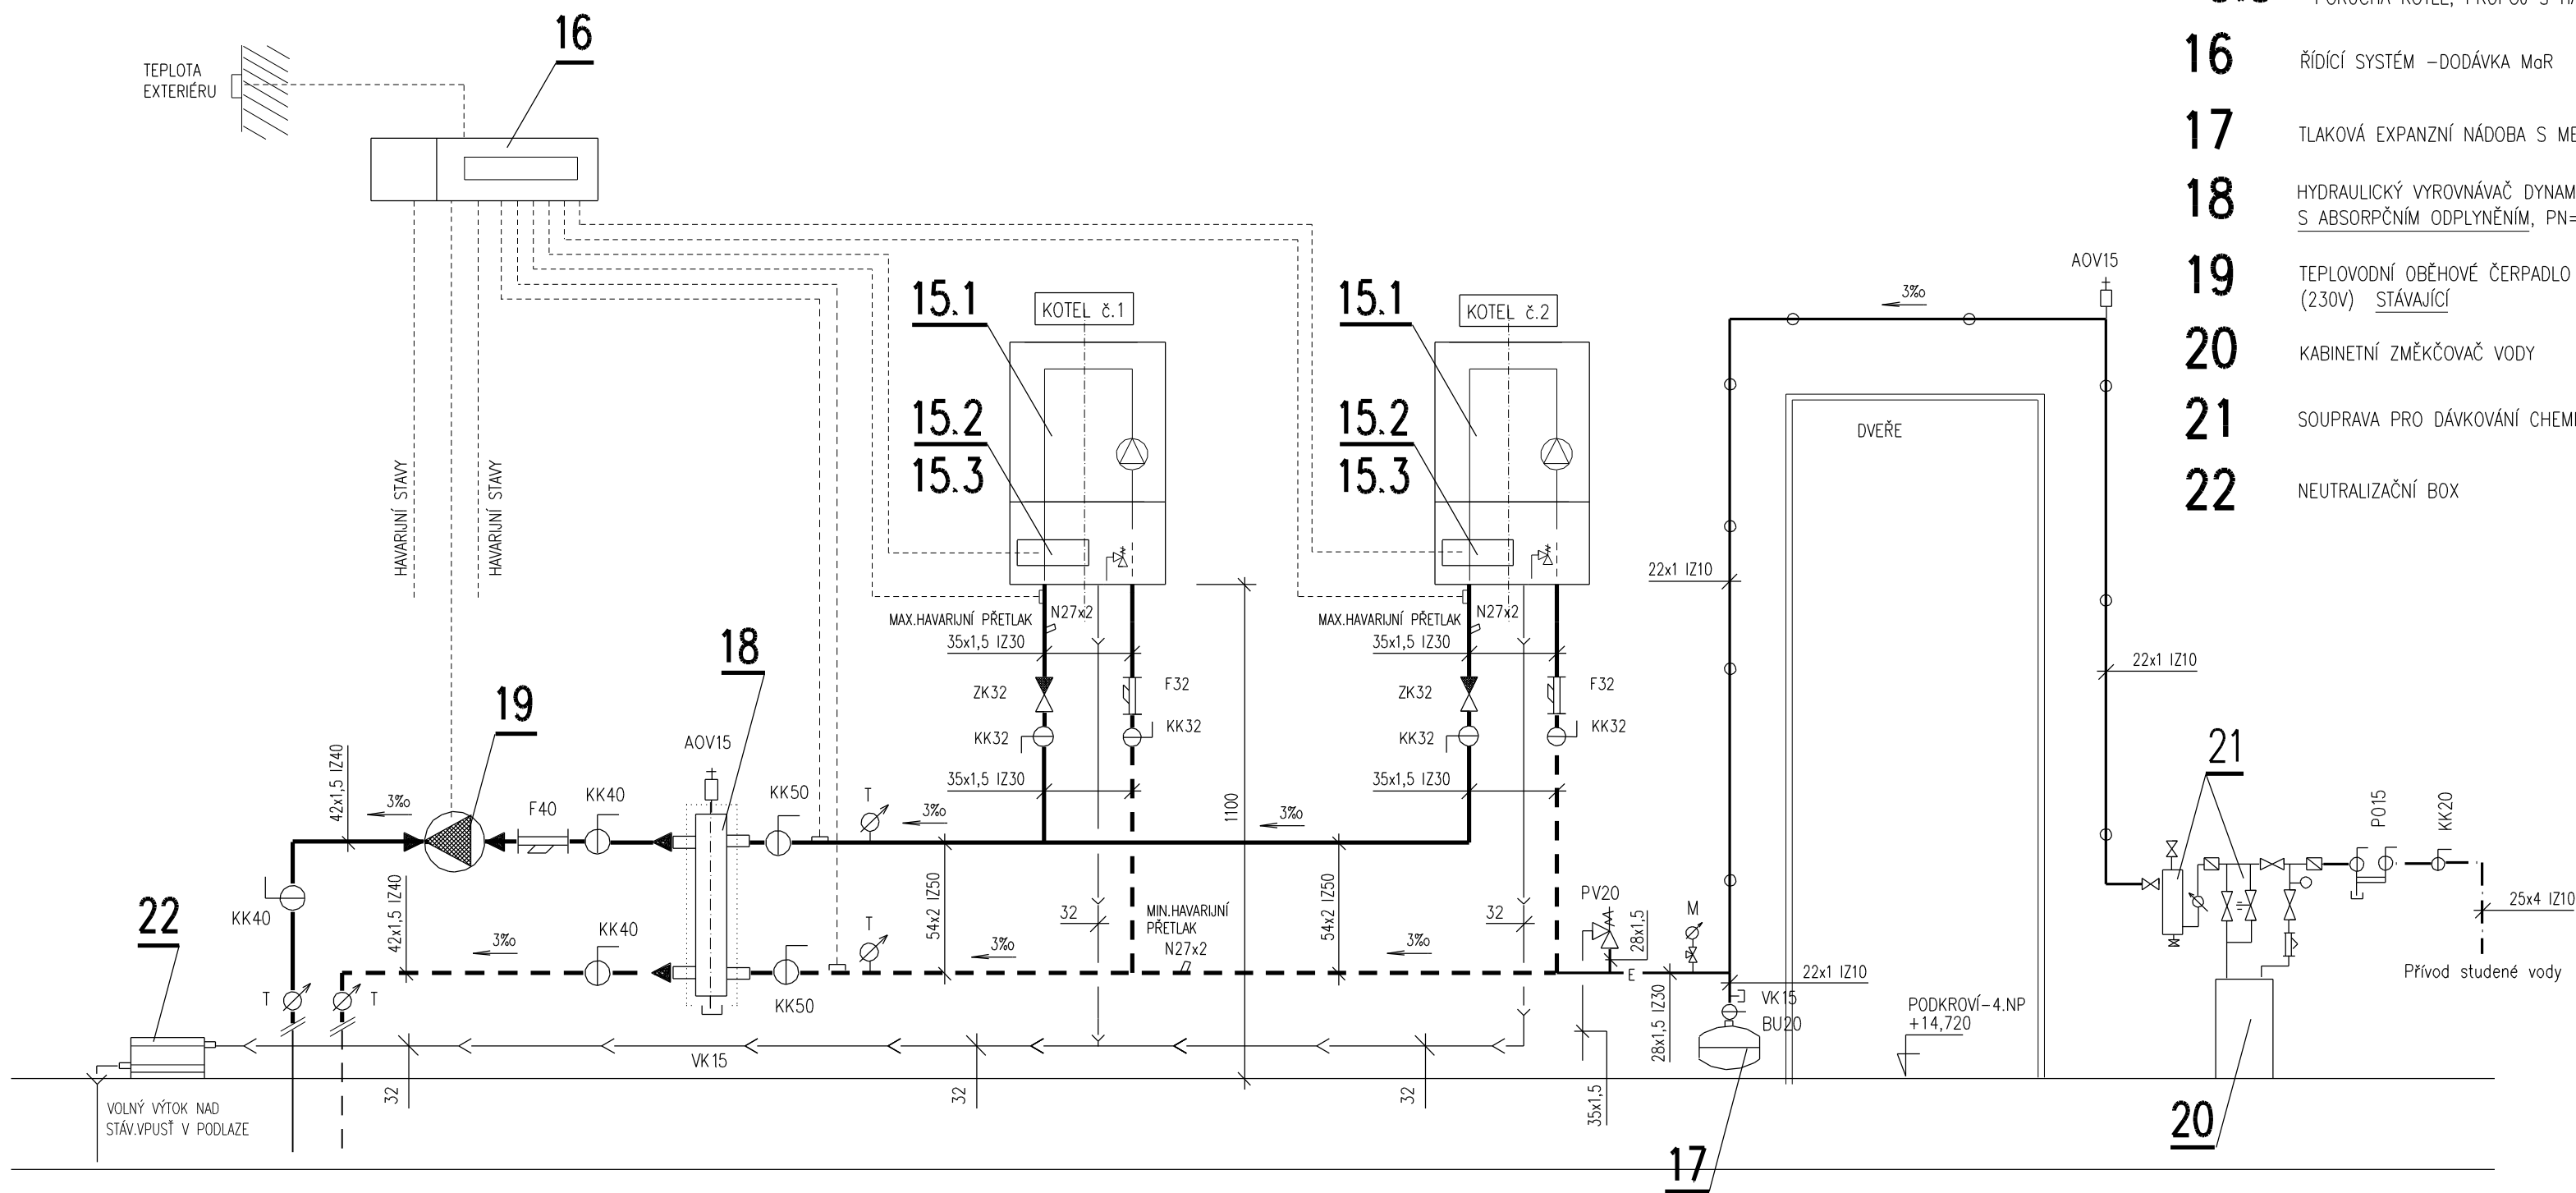 16
TEPLOTA
EXTERIÉRU
HAVARIJNÍ STAVY
HAVARIJNÍ STAVY
15.1
KOTEL č.1
15.2
15.3
15.1
KOTEL č.2
15.2
15.3
MAX.HAVARIJNÍ PŘETLAK
N27x2
35x1,5 IZ30
MAX.HAVARIJNÍ PŘETLAK
N27x2
35x1,5 IZ30
ZK32
F32
KK32
KK32
35x1,5 IZ30
ZK32
F32
KK32
KK32
35x1,5 IZ30
1100
18
19
AOV15
42x1,5 IZ40
3‰
F40
KK40
KK50
T
3‰
3‰
KK40
42x1,5 IZ40
3‰
KK40
KK50
T
54x2 IZ50
3‰
32
MIN.HAVARIJNÍ
PŘETLAK
N27x2
54x2 IZ50
3‰
32
PV20
28x1,5
E
M
28x1,5 IZ30
22x1 IZ10
VK15
BU20
35x1,5
17
22
T
T
VK15
32
32
32
VOLNÝ VÝTOK NAD
STÁV.VPUSŤ V PODLAZE
22x1 IZ10
3‰
AOV15
DVEŘE
22x1 IZ10
PODKROVÍ-4.NP
+14,720
21
PO15
KK20
25x4 IZ10
Přívod studené vody
20
16 ŘÍDÍCÍ SYSTÉM -DODÁVKA MaR
17 TLAKOVÁ EXPANZNÍ NÁDOBA S
18 HYDRAULICKÝ VYROVNÁVAČ
S ABSORPČNÍM ODPLYNĚNÍM, PN=
19 TEPLOVODNÍ OBĚHOVÉ ČERPADLO
(230V) STÁVAJÍCÍ
20 KABINETNÍ ZMĚKČOVAČ VODY
21 SOUPRAVA PRO DÁVKOVÁNÍ
22 NEUTRALIZAČNÍ BOX